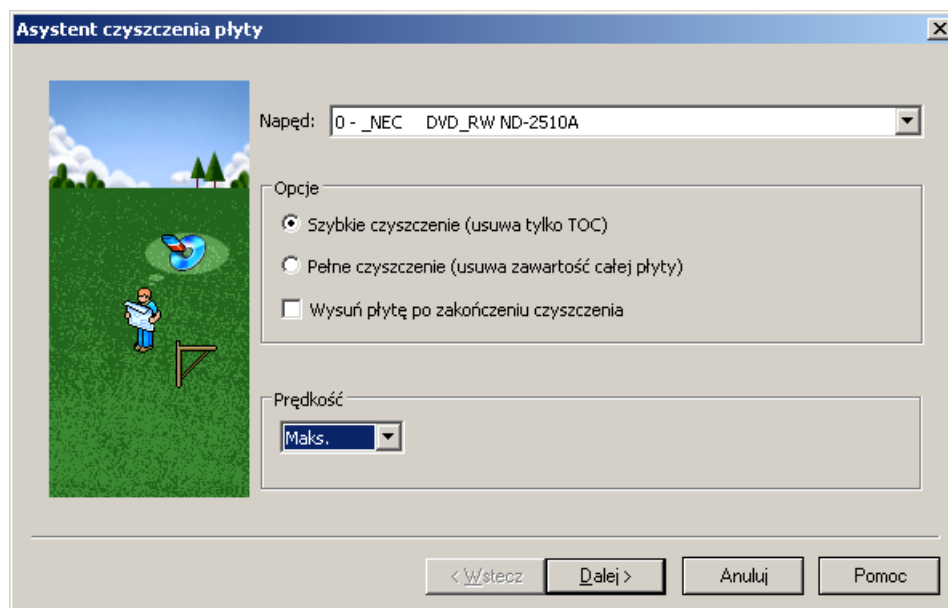 Asystent czyszczenia płyty
Napęd: 0 - _NEC DVD_RW ND-2510A
Opcje
Szybkie czyszczenie (usuwa tylko TOC)
Pełne czyszczenie (usuwa zawartość całej płyty)
Wysuń płytę po zakończeniu czyszczenia
Prędkość
Maks.
< Wstecz Dalej > Anuluj Pomoc